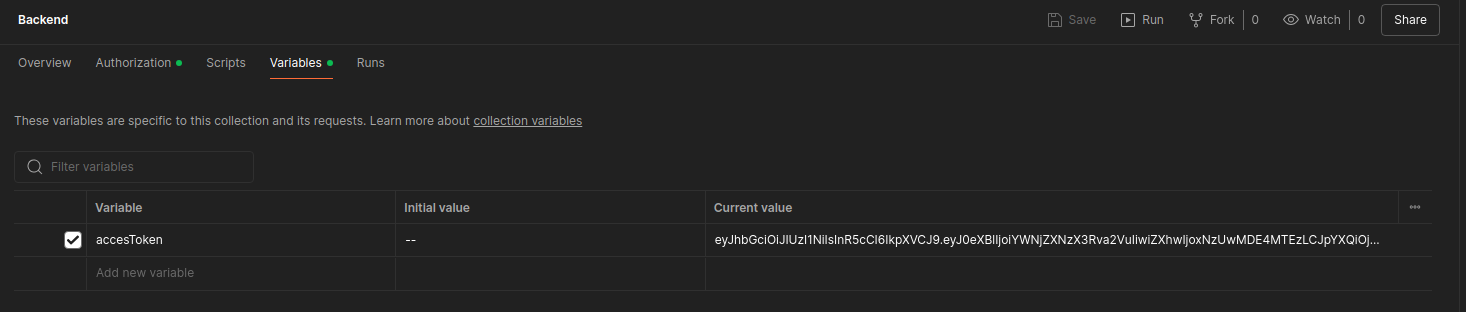 Backend
Save Run Fork 0 Watch 0 Share
Overview Authorization Scripts Variables Runs
These variables are specific to this collection and its requests. Learn more about collection variables
Filter variables
Variable Initial value Current value
accesToken -- eyJhbGciOiJIUzI1NiIsInR5cCI6IkpXVCJ9.eyJ0eXBlIjoiYWNjZXNzX3Rva2VuIiwiZXhwIjoxNzUwMDE4MTEzLCJpYXQiOj...
Add new variable